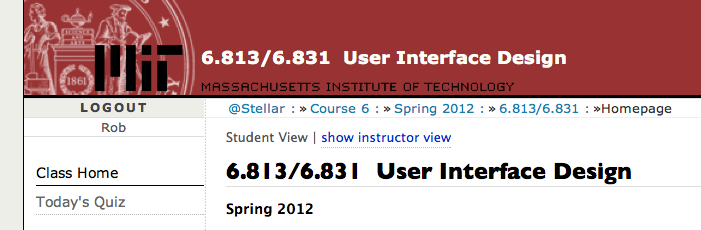 1861
MIT
6.813/6.831 User Interface Design
MASSACHUSETTS INSTITUTE OF TECHNOLOGY
LOGOUT
@Stellar : » Course 6 : » Spring 2012 : » 6.813/6.831 : »Homepage
Rob
Student View | show instructor view
Class Home
6.813/6.831 User Interface Design
Today's Quiz
Spring 2012